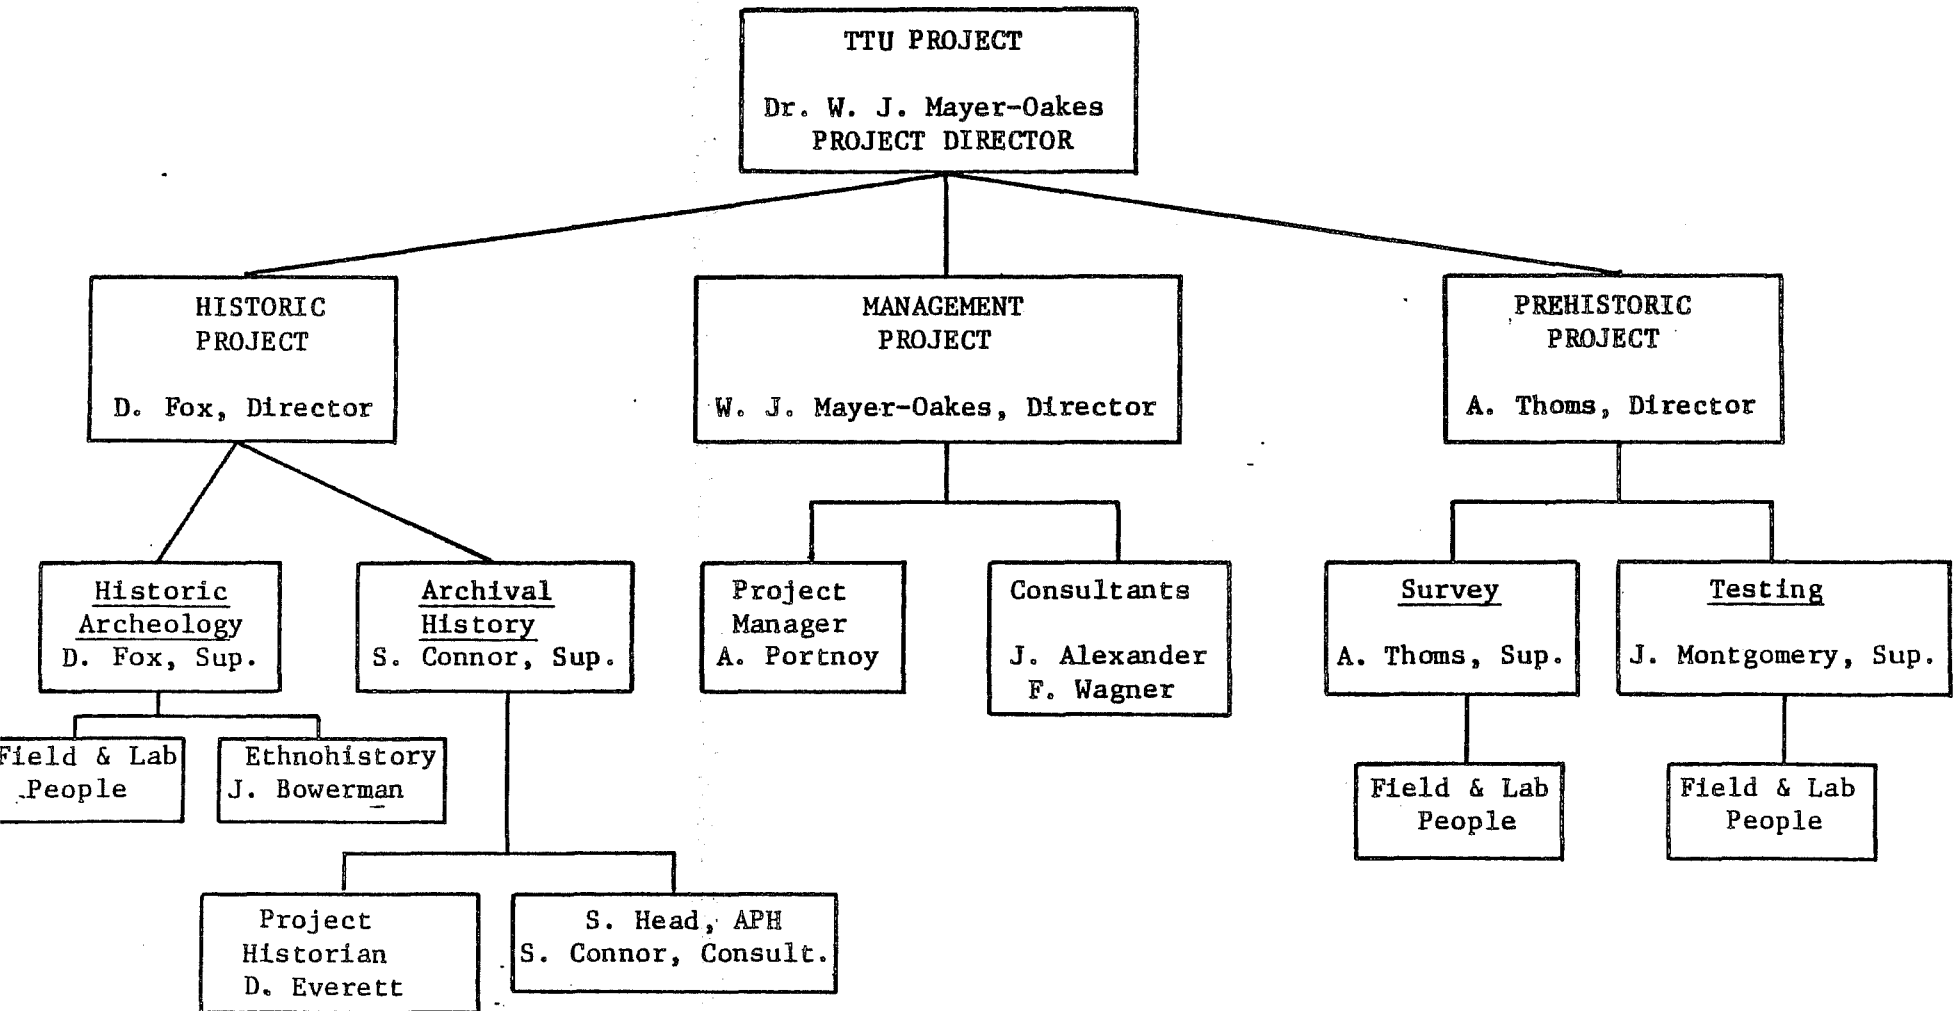 TTU PROJECT
Dr. W. J. Mayer-Oakes
PROJECT DIRECTOR
HISTORIC
PROJECT
D. Fox, Director
MANAGEMENT
PROJECT
W. J. Mayer-Oakes, Director
PREHISTORIC
PROJECT
A. Thoms, Director
Historic
Archeology
D. Fox, Sup.
Archival
History
S. Connor, Sup.
Project
Manager
A. Portnoy
Consultants
J. Alexander
F. Wagner
Survey
A. Thoms, Sup.
Testing
J. Montgomery, Sup.
Field & Lab
People
Ethnohistory
J. Bowerman
Field & Lab
People
Field & Lab
People
Project
Historian
D. Everett
S. Head, APH
S. Connor, Consult.